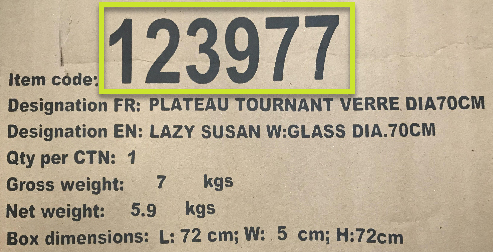 Item code: 123977
Designation FR: PLATEAU TOURNANT VERRE DIA70CM
Designation EN: LAZY SUSAN W:GLASS DIA.70CM
Qty per CTN: 1
Gross weight: 7 kgs
Net weight: 5.9 kgs
Box dimensions: L: 72 cm; W: 5 cm; H:72cm